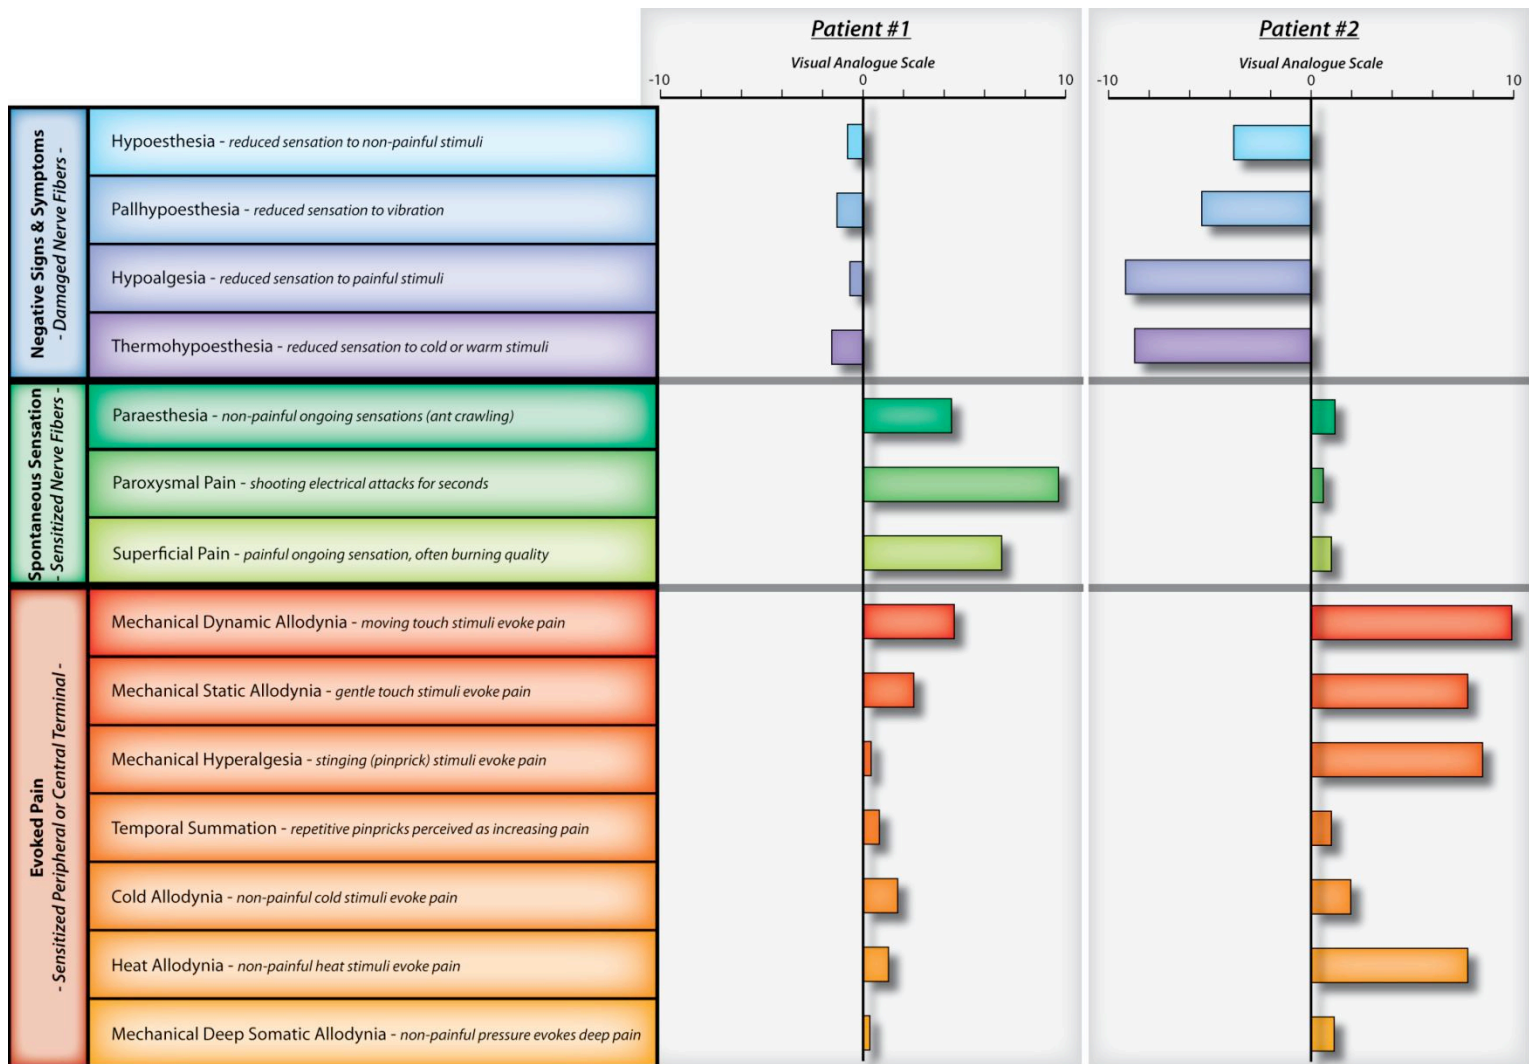 Patient #1
Visual Analogue Scale
-10 0 10
Patient #2
Visual Analogue Scale
-10 0 10
Negative Signs & Symptoms
- Damaged Nerve Fibers -
Hypoesthesia - reduced sensation to non-painful stimuli
Pallhypoesthesia - reduced sensation to vibration
Hypoalgesia - reduced sensation to painful stimuli
Thermohypoesthesia - reduced sensation to cold or warm stimuli
Spontaneous Sensation
- Sensitized Nerve Fibers -
Paraesthesia - non-painful ongoing sensations (ant crawling)
Paroxysmal Pain - shooting electrical attacks for seconds
Superficial Pain - painful ongoing sensation, often burning quality
Evoked Pain
- Sensitized Peripheral or Central Terminal -
Mechanical Dynamic Allodynia - moving touch stimuli evoke pain
Mechanical Static Allodynia - gentle touch stimuli evoke pain
Mechanical Hyperalgesia - stinging (pinprick) stimuli evoke pain
Temporal Summation - repetitive pinpricks perceived as increasing pain
Cold Allodynia - non-painful cold stimuli evoke pain
Heat Allodynia - non-painful heat stimuli evoke pain
Mechanical Deep Somatic Allodynia - non-painful pressure evokes deep pain